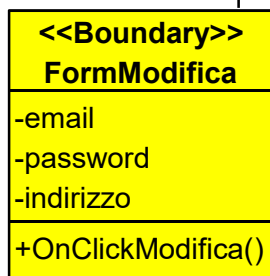 <<Boundary>>
FormModifica
-email
-password
-indirizzo
+OnClickModifica()